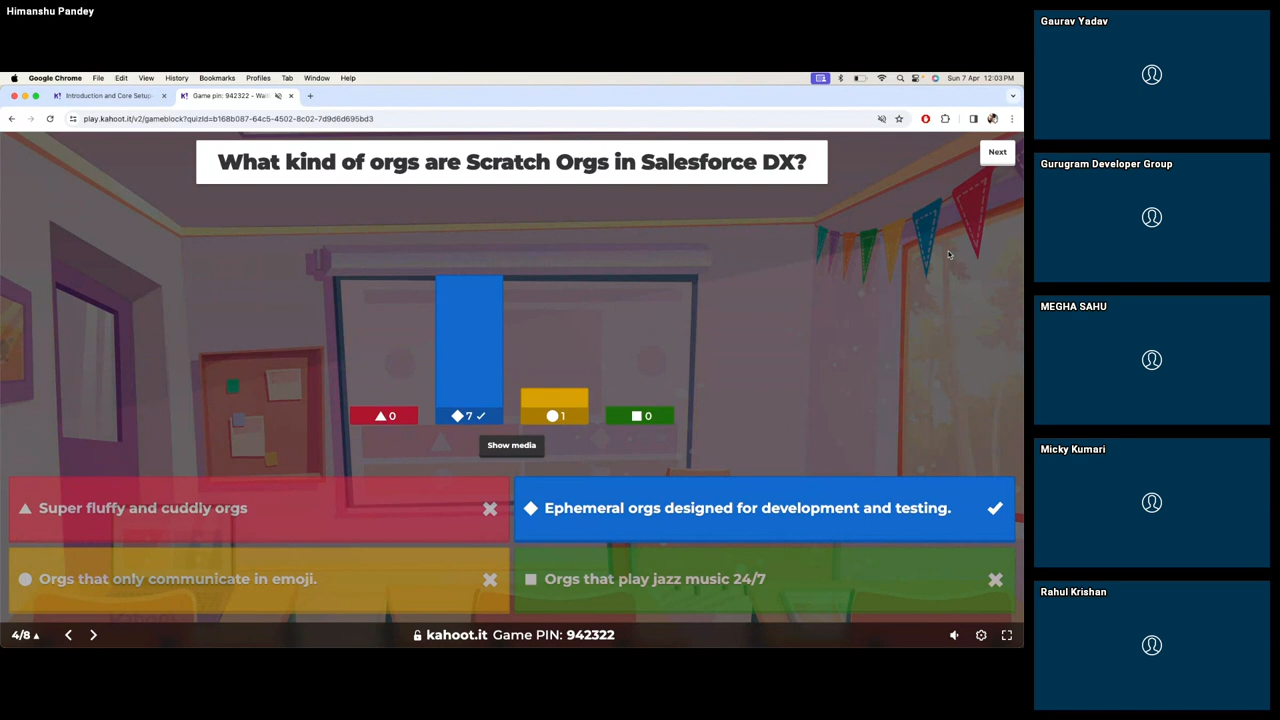 Himanshu Pandey
Gaurav Yadav
Chrome File Edit View History Bookmarks Profiles Tab Window Help
Google Chrome
Sun 7 Apr 12:03 PM
Introduction and Core Setup
Game pin: 942322 - Wai
play.kahoot.it/v2/gameblock?quizId=b168b087-64c5-4502-8c02-7d9d6d695bd3
What kind of orgs are Scratch Orgs in Salesforce DX?
Next
Gurugram Developer Group
MEGHA SAHU
0
7
1
0
Show media
Micky Kumari
Super fluffy and cuddly orgs
Ephemeral orgs designed for development and testing.
Orgs that only communicate in emoji.
Orgs that play jazz music 24/7
Rahul Krishan
4/8
kahoot.it Game PIN: 942322